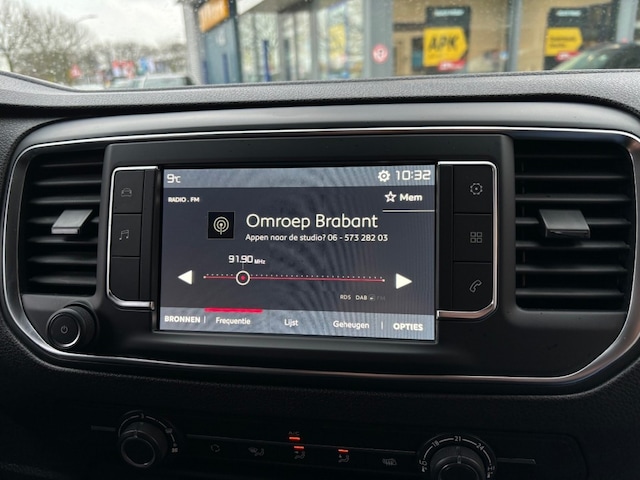 APK
9°C
10:32
RADIO . FM
Mem
Omroep Brabant
Appen naar de studio? 06 - 573 282 03
91.90 MHz
RDS DAB FM
BRONNEN Frequentie Lijst Geheugen OPTIES
A/C